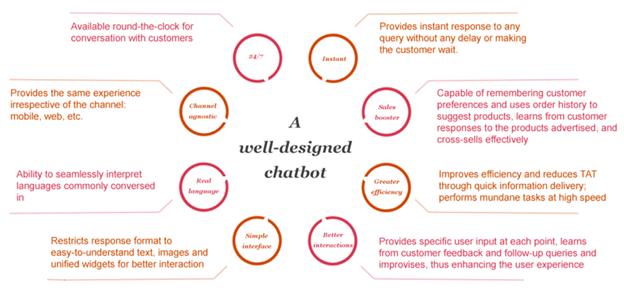 Available round-the-clock for
conversation with customers
24/7
Instant
Provides instant response to any
query without any delay or making
the customer wait.
Provides the same experience
irrespective of the channel:
mobile, web, etc.
Channel
agnostic
A
well-designed
chatbot
Sales
booster
Capable of remembering customer
preferences and uses order history to
suggest products, learns from customer
responses to the products advertised, and
cross-sells effectively
Ability to seamlessly interpret
languages commonly conversed
in
Real
language
Greater
efficiency
Improves efficiency and reduces TAT
through quick information delivery;
performs mundane tasks at high speed
Restricts response format to
easy-to-understand text, images and
unified widgets for better interaction
Simple
interface
Better
interactions
Provides specific user input at each point, learns
from customer feedback and follow-up queries and
improvises, thus enhancing the user experience